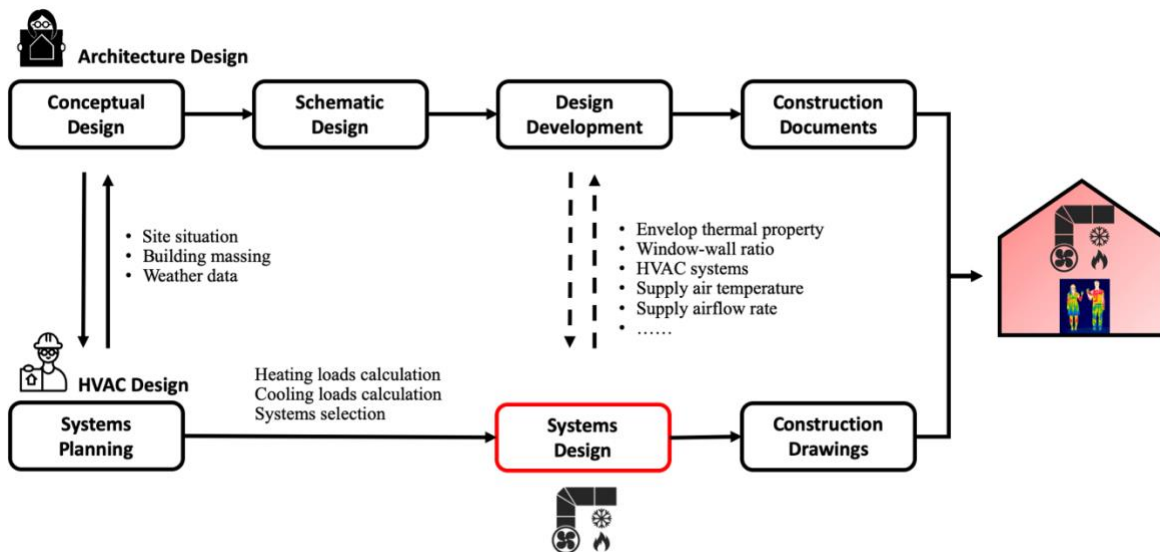 Architecture Design
Conceptual
Design
Schematic
Design
Design
Development
Construction
Documents
• Site situation
• Building massing
• Weather data
• Envelop thermal property
• Window-wall ratio
• HVAC systems
• Supply air temperature
• Supply airflow rate
• ……
HVAC Design
Heating loads calculation
Cooling loads calculation
Systems selection
Systems
Planning
Systems
Design
Construction
Drawings